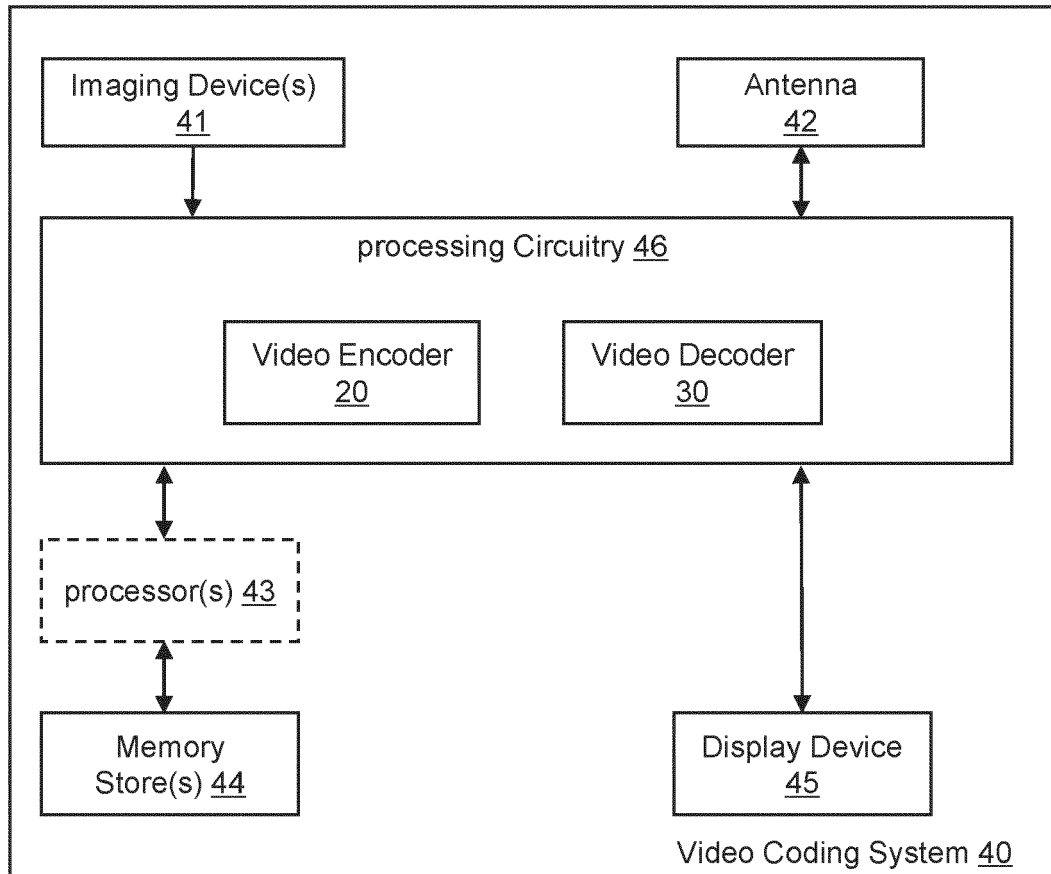 Imaging Device(s)
41
Antenna
42
processing Circuitry 46
Video Encoder
20
Video Decoder
30
processor(s) 43
Memory
Store(s) 44
Display Device
45
Video Coding System 40